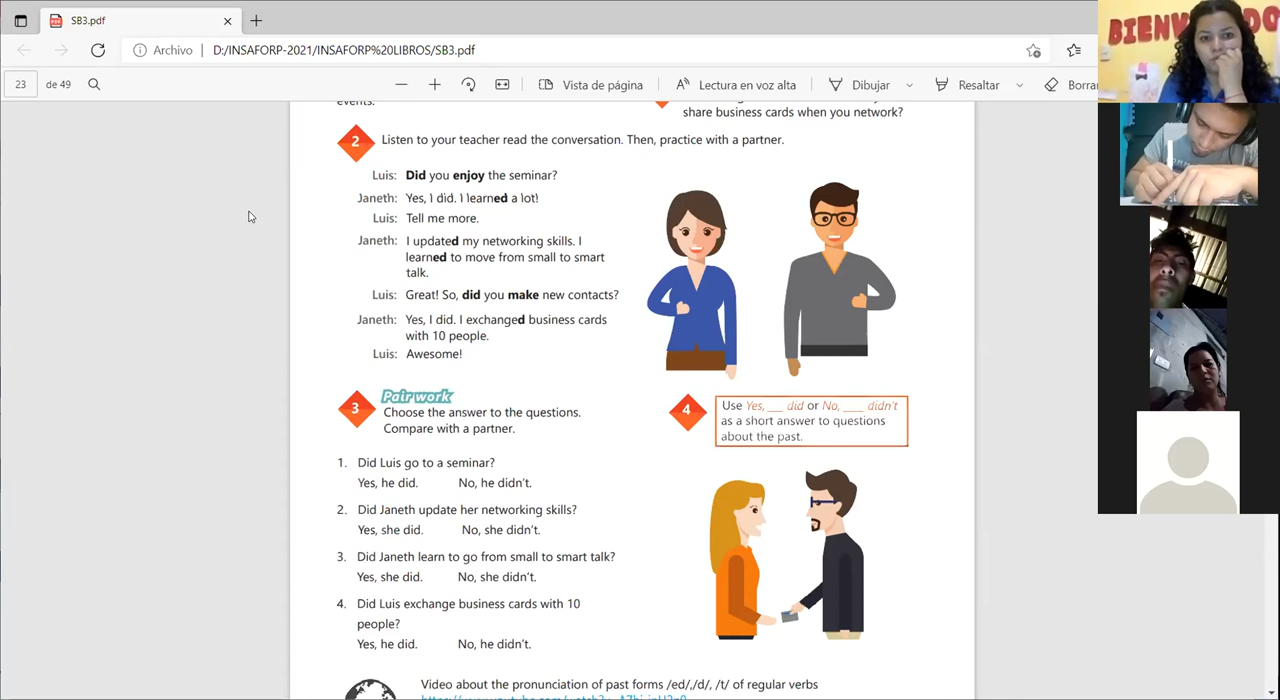 SB3.pdf
Archivo
D:/INSAFORP-2021/INSAFORP%20LIBROS/SB3.pdf
23 de 49
Vista de página
Lectura en voz alta
Dibujar
Resaltar
Borrar
events.
share business cards when you network?
2 Listen to your teacher read the conversation. Then, practice with a partner.
Luis: Did you enjoy the seminar?
Janeth: Yes, I did. I learned a lot!
Luis: Tell me more.
Janeth: I updated my networking skills. I
learned to move from small to smart
talk.
Luis: Great! So, did you make new contacts?
Janeth: Yes, I did. I exchanged business cards
with 10 people.
Luis: Awesome!
3 Pair work
Choose the answer to the questions.
Compare with a partner.
1. Did Luis go to a seminar?
Yes, he did. No, he didn't.
2. Did Janeth update her networking skills?
Yes, she did. No, she didn't.
3. Did Janeth learn to go from small to smart talk?
Yes, she did. No, she didn't.
4. Did Luis exchange business cards with 10
people?
Yes, he did. No, he didn't.
4 Use Yes, ___ did or No, ___ didn't
as a short answer to questions
about the past.
Video about the pronunciation of past forms /ed/,/d/, /t/ of regular verbs